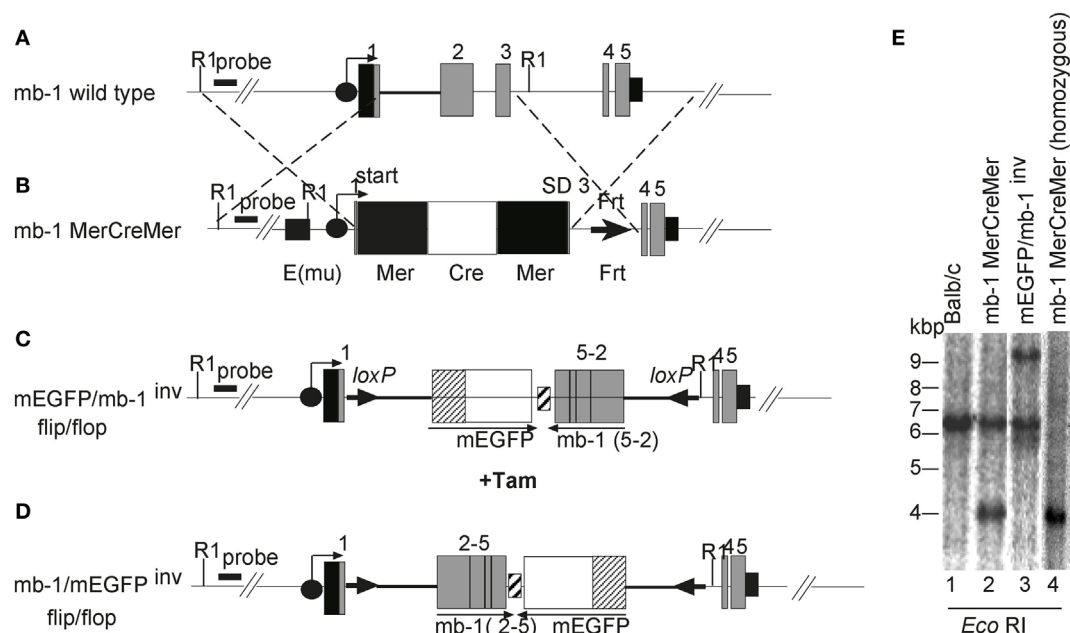 A
R1 probe 1 2 3 R1 4 5
mb-1 wild type
B
R1 probe R1 1 start SD 3 Frt 4 5
mb-1 MerCreMer
E(mu) Mer Cre Mer Frt
C
R1 probe 1 loxP 5-2 loxP R1 45
mEGFP/mb-1 inv
flip/flop
mEGFP mb-1 (5-2)
+Tam
D
R1 probe 1 2-5 R1 45
mb-1/mEGFP inv
flip/flop
mb-1( 2-5) mEGFP
E
Balb/c
mb-1 MerCreMer
mEGFP/mb-1 inv
mb-1 MerCreMer (homozygous)
kbp
9
8
7
6
5
4
1 2 3 4
Eco RI